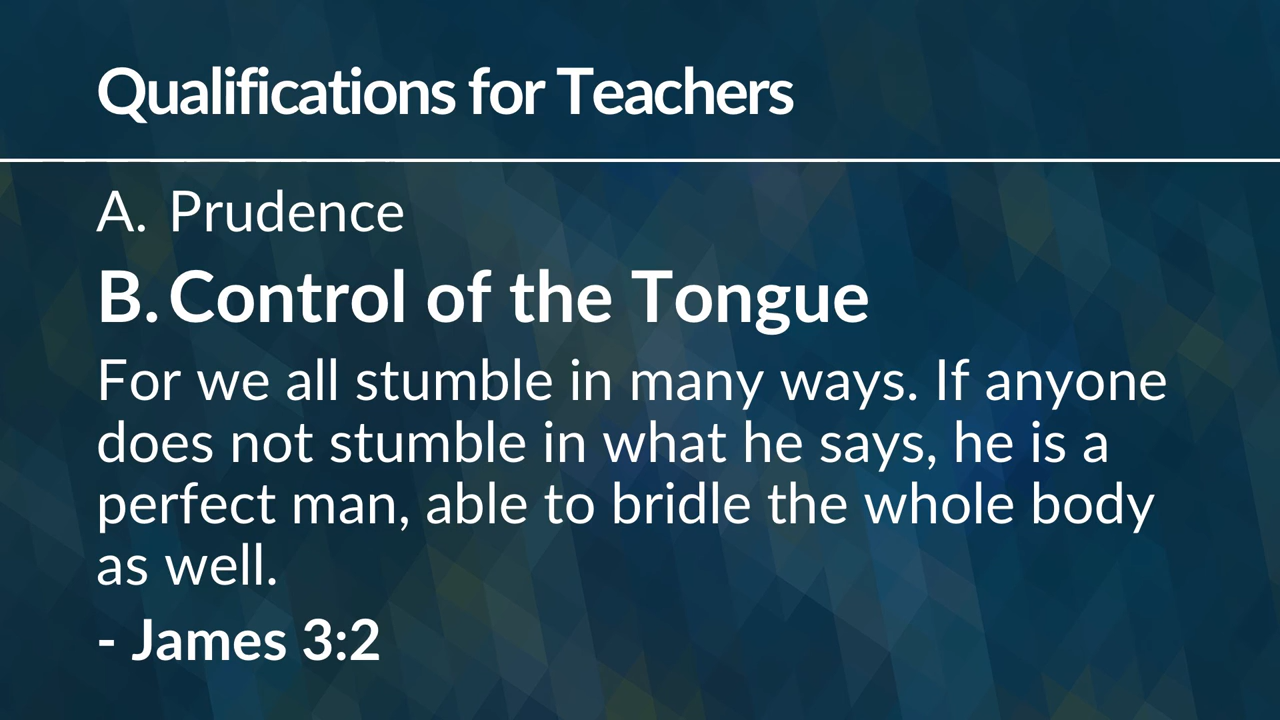 Qualifications for Teachers
A. Prudence
B. Control of the Tongue
For we all stumble in many ways. If anyone
does not stumble in what he says, he is a
perfect man, able to bridle the whole body
as well.
- James 3:2